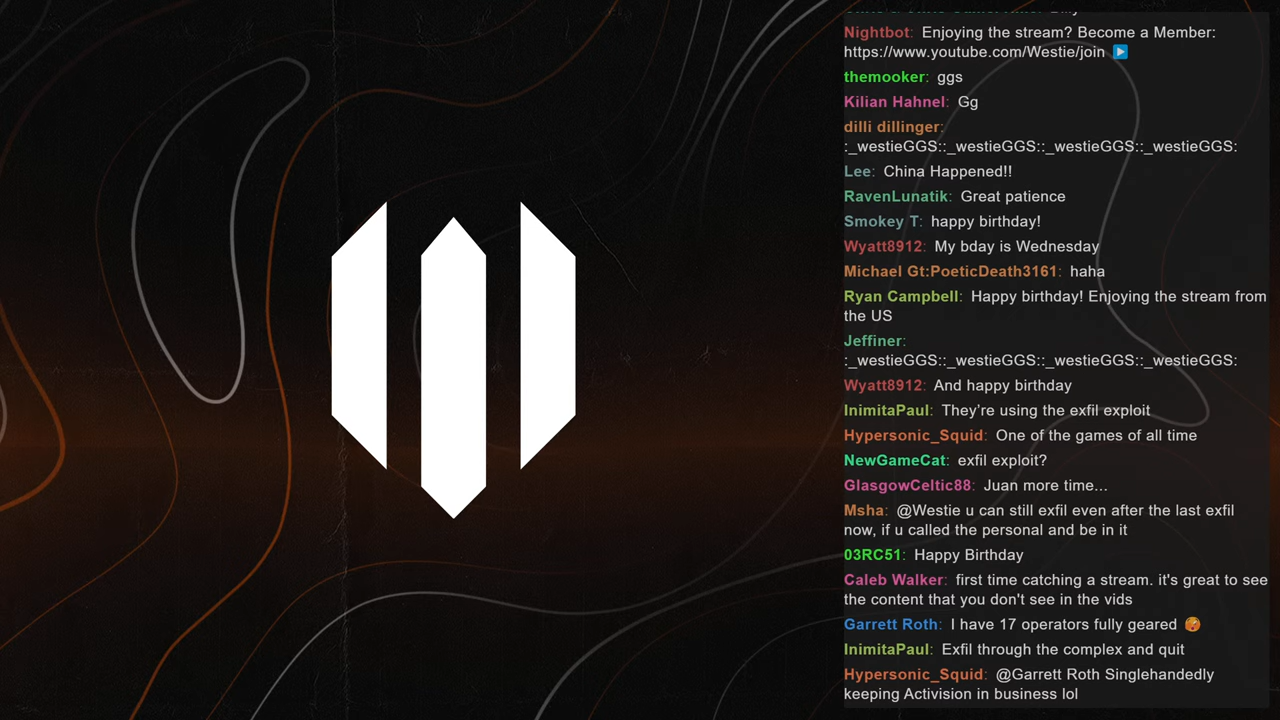 Nightbot: Enjoying the stream? Become a Member:
https://www.youtube.com/Westie/join ▶
themooker: ggs
Kilian Hahnel: Gg
dilli dillinger:
:_westieGGS::_westieGGS::_westieGGS::_westieGGS:
Lee: China Happened!!
RavenLunatik: Great patience
Smokey T: happy birthday!
Wyatt8912: My bday is Wednesday
Michael Gt:PoeticDeath3161: haha
Ryan Campbell: Happy birthday! Enjoying the stream from
the US
Jeffiner:
:_westieGGS::_westieGGS::_westieGGS::_westieGGS:
Wyatt8912: And happy birthday
InimitaPaul: They’re using the exfil exploit
Hypersonic_Squid: One of the games of all time
NewGameCat: exfil exploit?
GlasgowCeltic88: Juan more time…
Msha: @Westie u can still exfil even after the last exfil
now, if u called the personal and be in it
03RC51: Happy Birthday
Caleb Walker: first time catching a stream. it's great to see
the content that you don't see in the vids
Garrett Roth: I have 17 operators fully geared
InimitaPaul: Exfil through the complex and quit
Hypersonic_Squid: @Garrett Roth Singlehandedly
keeping Activision in business lol